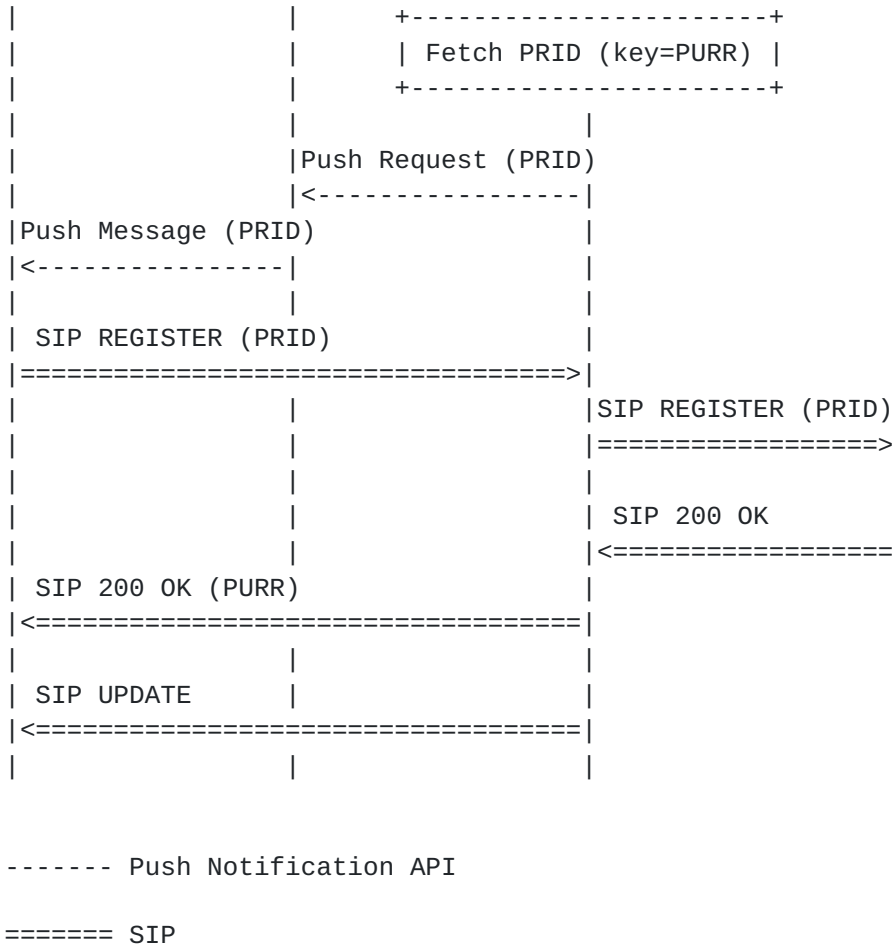 Fetch PRID (key=PURR)
Push Request (PRID)
Push Message (PRID)
SIP REGISTER (PRID)
SIP REGISTER (PRID)
SIP 200 OK
SIP 200 OK (PURR)
SIP UPDATE
------- Push Notification API
======= SIP